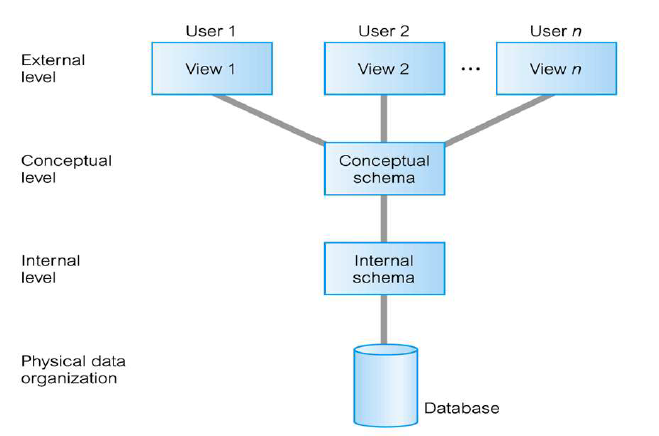 User 1
User 2
User n
External
level
View 1
View 2
...
View n
Conceptual
level
Conceptual
schema
Internal
level
Internal
schema
Physical data
organization
Database